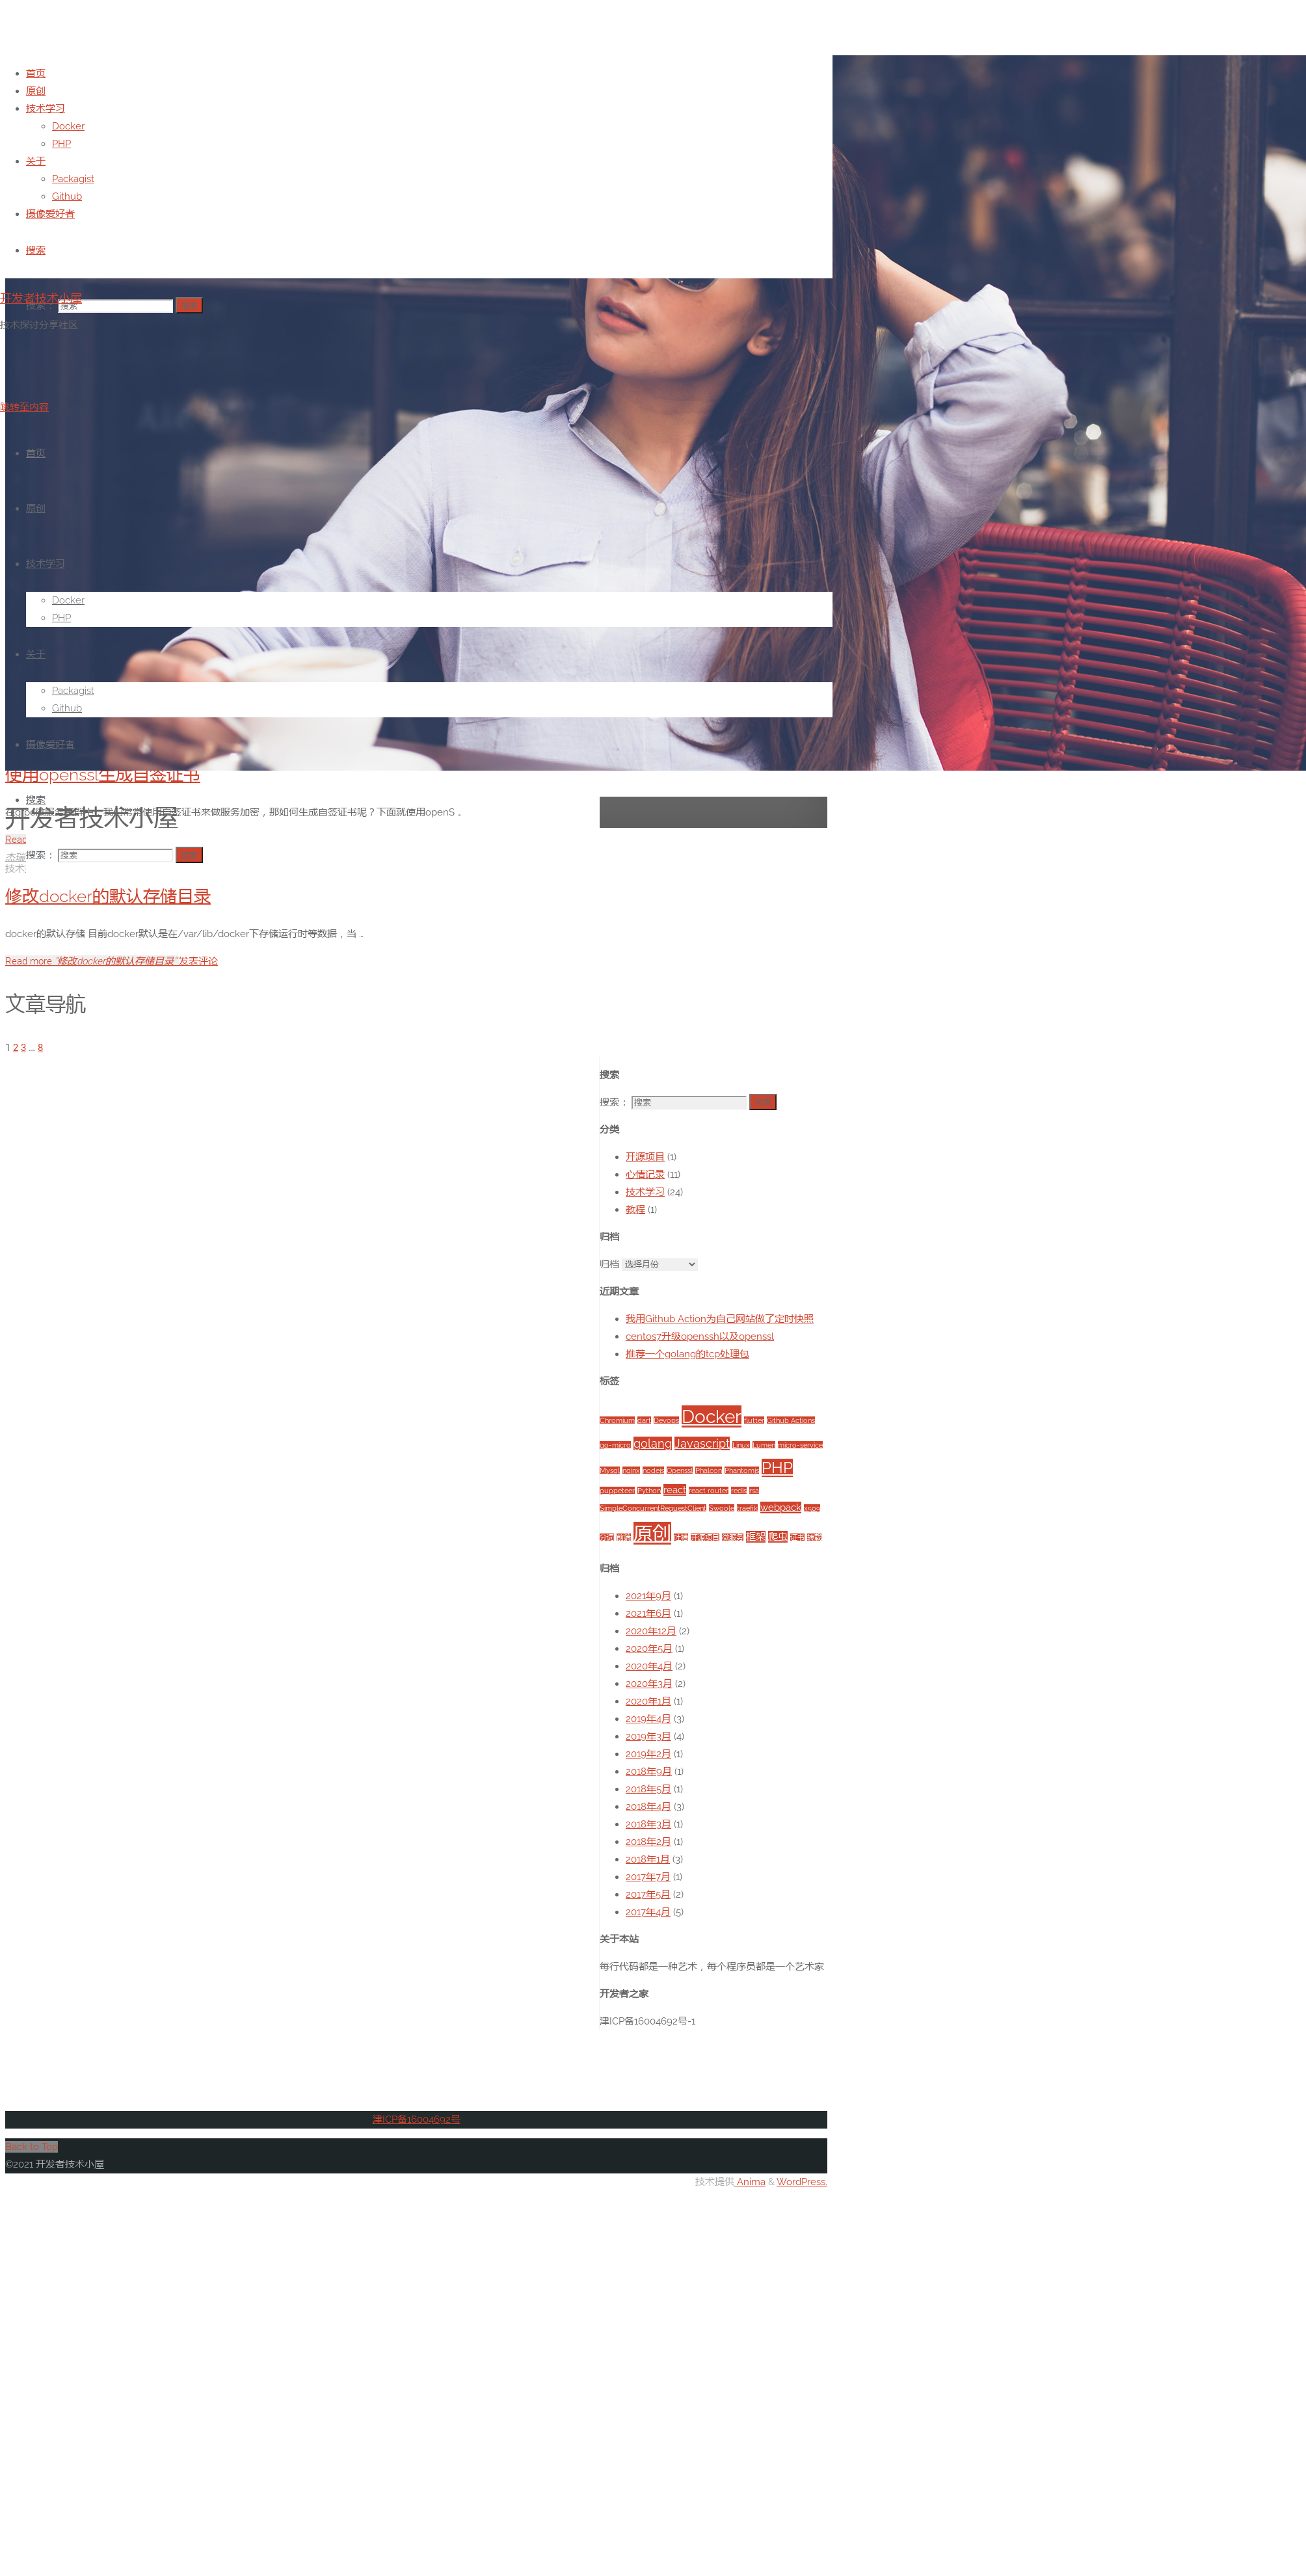 首页
原创
技术学习
Docker
PHP
关于
Packagist
Github
摄像爱好者
搜索
开发者技术小屋
搜索： 搜索
技术探讨分享社区
跳转至内容
首页
原创
技术学习
Docker
PHP
关于
Packagist
Github
摄像爱好者
使用openssl生成自签证书
搜索
开发者技术小屋
使用自签证书来做服务加密，那如何生成自签证书呢？下面就使用openS ...
Read
搜索： 搜索
技术
修改docker的默认存储目录
docker的默认存储 目前docker默认是在/var/lib/docker下存储运行时等数据，当 ...
Read more "修改docker的默认存储目录" 发表评论
文章导航
1 2 3 ... 8
搜索
搜索： 搜索
分类
开源项目 (1)
心情记录 (11)
技术学习 (24)
教程 (1)
归档
归档 选择月份
近期文章
我用Github Action为自己网站做了定时快照
centos7升级openssh以及openssl
推荐一个golang的tcp处理包
标签
Chromium dart Devops Docker flutter Github Actions
go-micro golang Javascript Linux Lumen micro-service
Mysql nginx nodejs Openssl Phalcon Phantomjs PHP
puppeteer Python react react router redis rsa
SimpleConcurrentRequestClient Swoole traefik webpack x509
原创 吐槽 开源项目 微服务 框架 爬虫 证书 转载
归档
2021年9月 (1)
2021年6月 (1)
2020年12月 (2)
2020年5月 (1)
2020年4月 (2)
2020年3月 (2)
2020年1月 (1)
2019年4月 (3)
2019年3月 (4)
2019年2月 (1)
2018年9月 (1)
2018年5月 (1)
2018年4月 (3)
2018年3月 (1)
2018年2月 (1)
2018年1月 (3)
2017年7月 (1)
2017年5月 (2)
2017年4月 (5)
关于本站
每行代码都是一种艺术，每个程序员都是一个艺术家
开发者之家
津ICP备16004692号-1
津ICP备16004692号
Back to Top
©2021 开发者技术小屋
技术提供 Anima & WordPress.